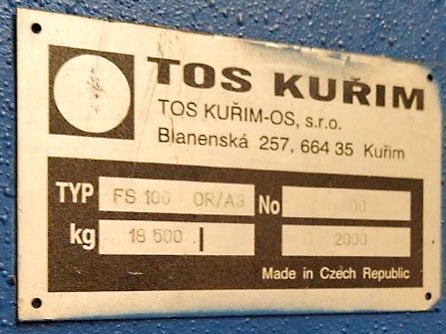 TOS KUŘIM
TOS KUŘIM-OS, s.r.o.
Blanenská 257, 664 35 Kuřim
TYP FS 100 OR/A3 No
kg 18 500 2000
Made in Czech Republic